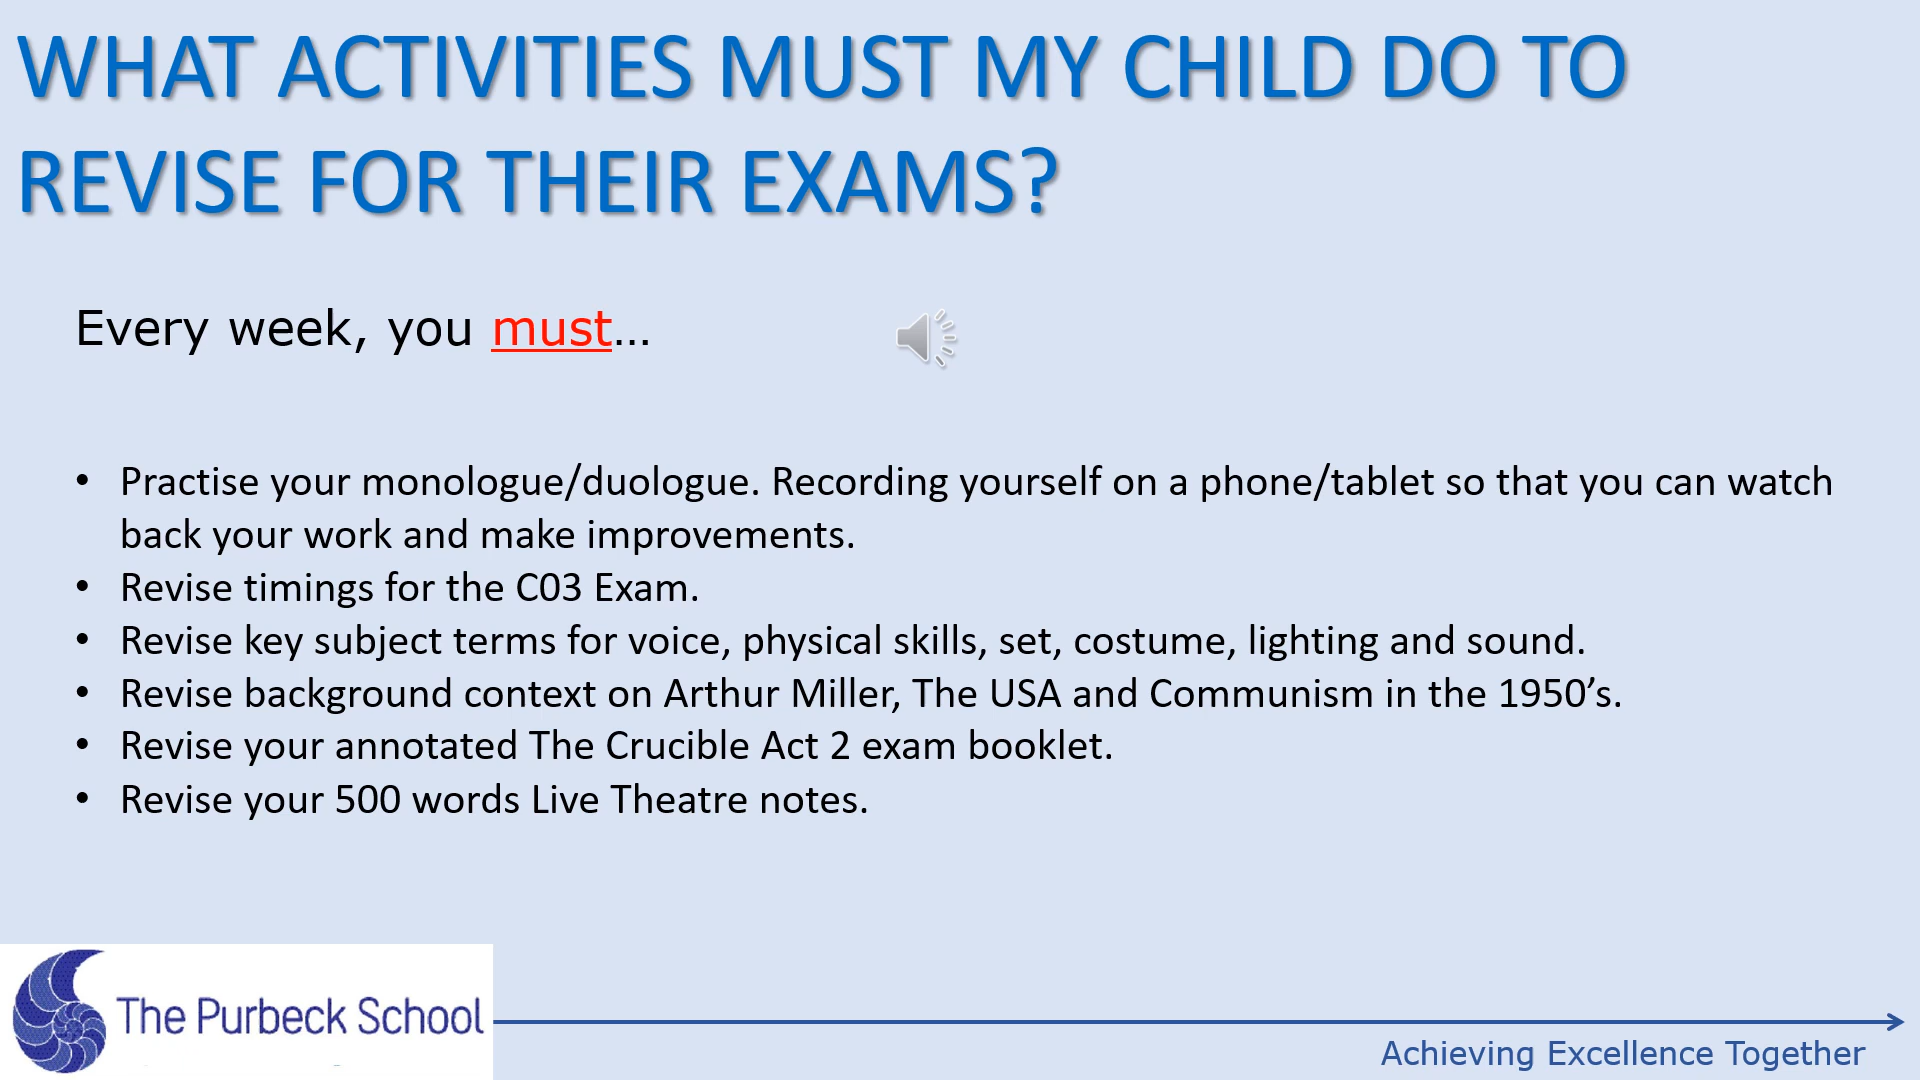 WHAT ACTIVITIES MUST MY CHILD DO TO
REVISE FOR THEIR EXAMS?
Every week, you must...
• Practise your monologue/duologue. Recording yourself on a phone/tablet so that you can watch
back your work and make improvements.
• Revise timings for the C03 Exam.
• Revise key subject terms for voice, physical skills, set, costume, lighting and sound.
• Revise background context on Arthur Miller, The USA and Communism in the 1950’s.
• Revise your annotated The Crucible Act 2 exam booklet.
• Revise your 500 words Live Theatre notes.
The Purbeck School
Achieving Excellence Together